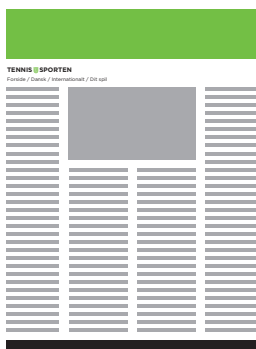 TENNIS SPORTEN
Forside / Dansk / Internationalt / Dit spil